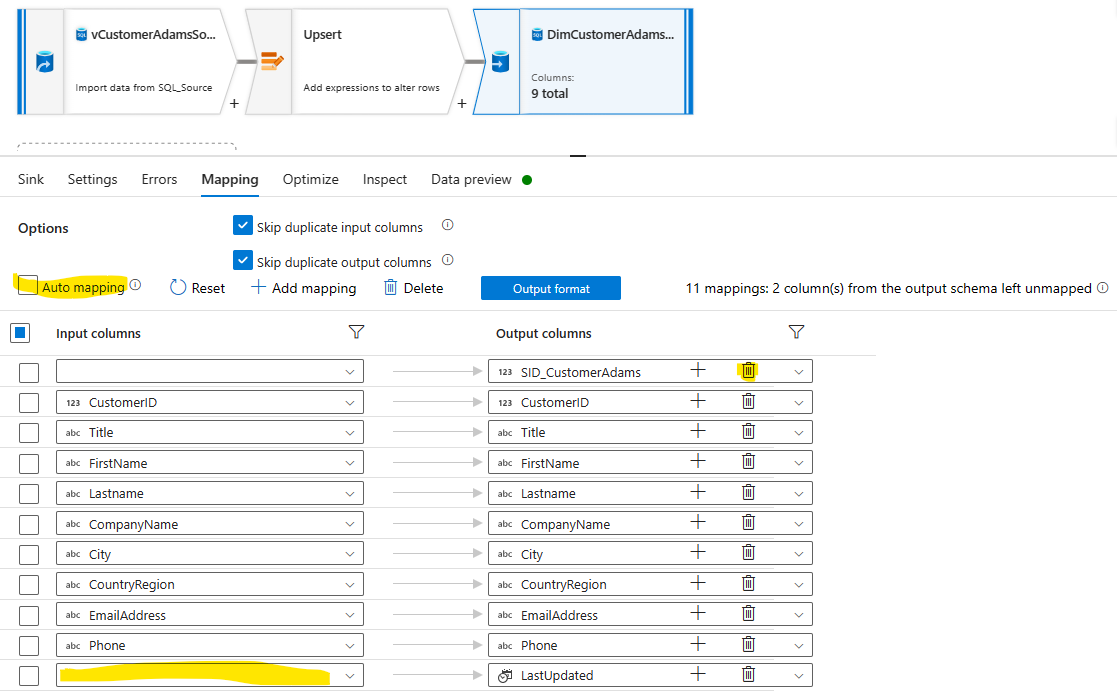 vCustomerAdamsSo...
Import data from SQL_Source
+
Upsert
Add expressions to alter rows
+
DimCustomerAdams...
Columns:
9 total
Sink Settings Errors Mapping Optimize Inspect Data preview
Options
Skip duplicate input columns
Skip duplicate output columns
Auto mapping Reset + Add mapping Delete Output format 11 mappings: 2 column(s) from the output schema left unmapped
Input columns Output columns
123 SID_CustomerAdams
123 CustomerID 123 CustomerID
abc Title abc Title
abc FirstName abc FirstName
abc Lastname abc Lastname
abc CompanyName abc CompanyName
abc City abc City
abc CountryRegion abc CountryRegion
abc EmailAddress abc EmailAddress
abc Phone abc Phone
LastUpdated